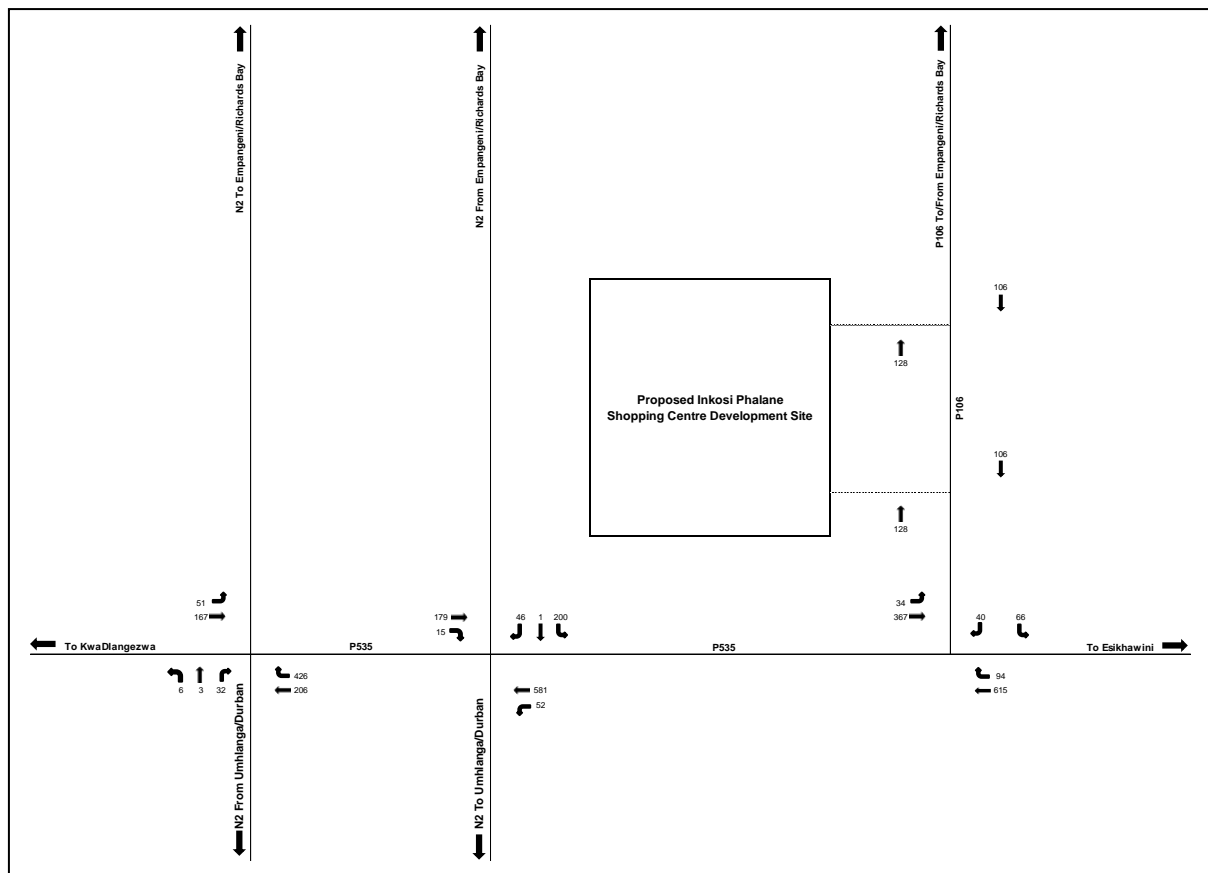 N2 To Empangeni/Richards Bay
N2 From Empangeni/Richards Bay
P106 To/From Empangeni/Richards Bay
106
128
Proposed Inkosi Phalane
Shopping Centre Development Site
P106
106
128
51
167
179
15
46 1 200
34
367
40 66
To KwaDlangezwa
P535
P535
To Esikhawini
6 3 32
426
206
581
52
94
615
N2 From Umhlanga/Durban
N2 To Umhlanga/Durban